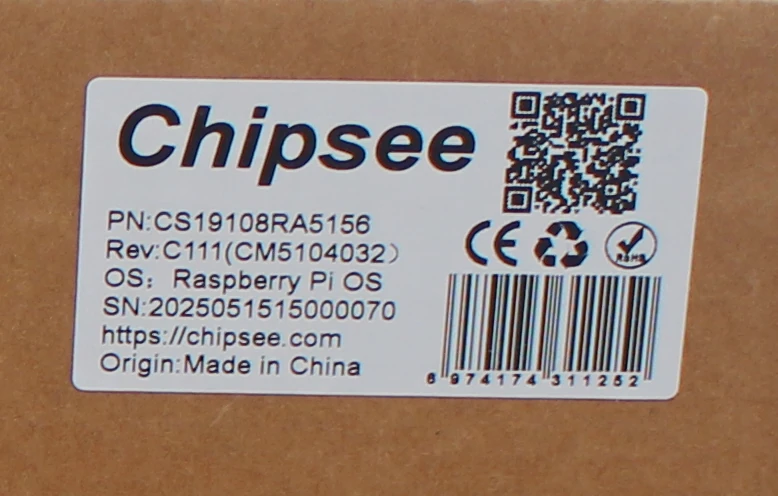 Chipsee
PN:CS19108RA5156
Rev:C111(CM5104032）
OS： Raspberry Pi OS
SN:2025051515000070
https://chipsee.com
Origin:Made in China
CE
RoHS
6 974174 311252